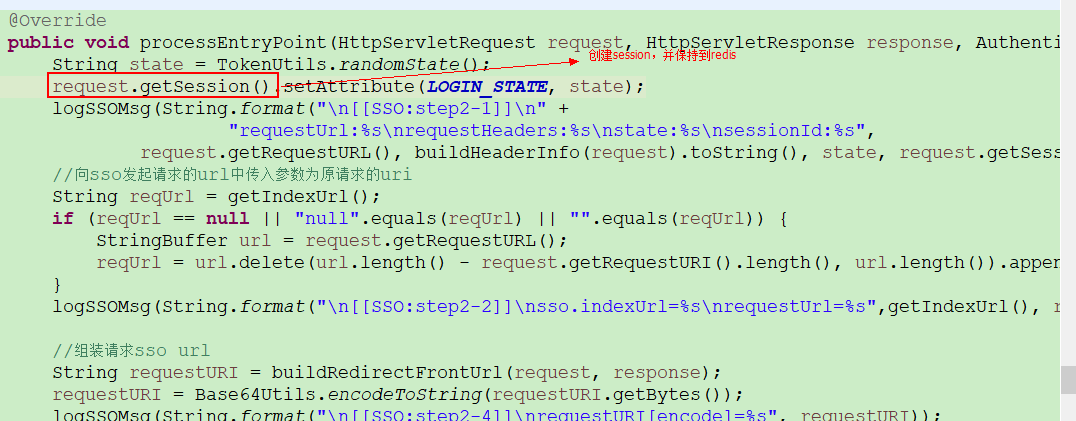 @Override
public void processEntryPoint(HttpServletRequest request, HttpServletResponse response, Authenti
String state = TokenUtils.randomState();
创建session，并保持到redis
request.getSession().setAttribute(LOGIN_STATE, state);
logSSOMsg(String.format("\n[[SSO:step2-1]]\n" +
"requestUrl:%s\nrequestHeaders:%s\nstate:%s\nsessionId:%s",
request.getRequestURL(), buildHeaderInfo(request).toString(), state, request.getSess
//向sso发起请求的url中传入参数为原请求的uri
String reqUrl = getIndexUrl();
if (reqUrl == null || "null".equals(reqUrl) || "".equals(reqUrl)) {
StringBuffer url = request.getRequestURL();
reqUrl = url.delete(url.length() - request.getRequestURI().length(), url.length()).appen
}
logSSOMsg(String.format("\n[[SSO:step2-2]]\nsso.indexUrl=%s\nrequestUrl=%s",getIndexUrl(), r
//组装请求sso url
String requestURI = buildRedirectFrontUrl(request, response);
requestURI = Base64Utils.encodeToString(requestURI.getBytes());
logSSOMsg(String.format("\n[[SSO:step2-4]]\nrequestURI[encode]=%s", requestURI));